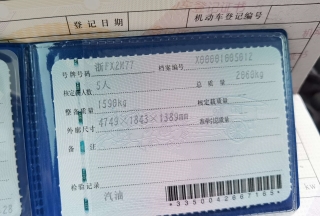 登记日期 机动车登记编号
号牌号码 浙FX2M77 档案编号
核定载人数 5人 总质量 2060kg
整备质量 1590kg 核定载质量
外廓尺寸 4749×1843×1389mm 准牵引总质量
备注
检验记录
汽油